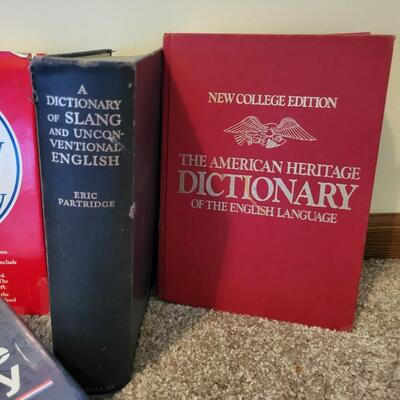 A
DICTIONARY
OF SLANG
AND UNCON-
VENTIONAL
ENGLISH
ERIC
PARTRIDGE
NEW COLLEGE EDITION
THE AMERICAN HERITAGE
DICTIONARY
OF THE ENGLISH LANGUAGE